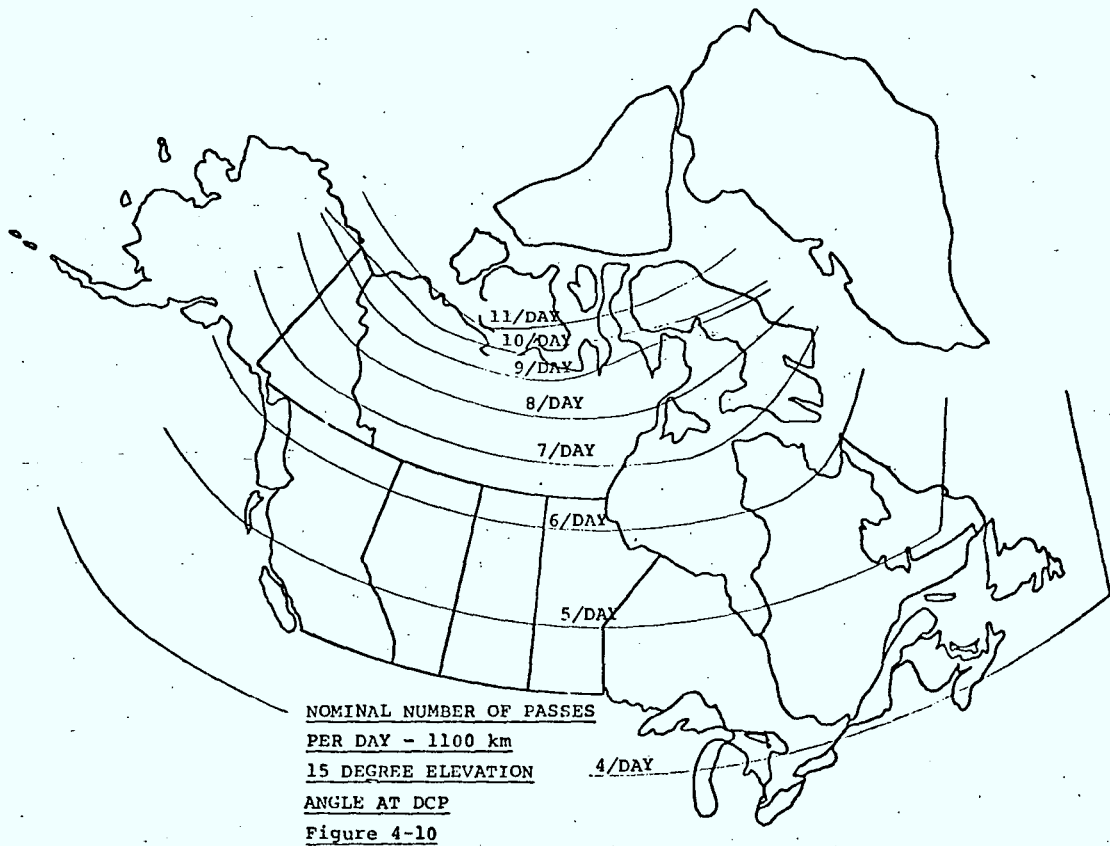 11/DAY
10/DAY
9/DAY
8/DAY
7/DAY
6/DAY
5/DAY
NOMINAL NUMBER OF PASSES
PER DAY - 1100 km
4/DAY
15 DEGREE ELEVATION
ANGLE AT DCP
Figure 4-10